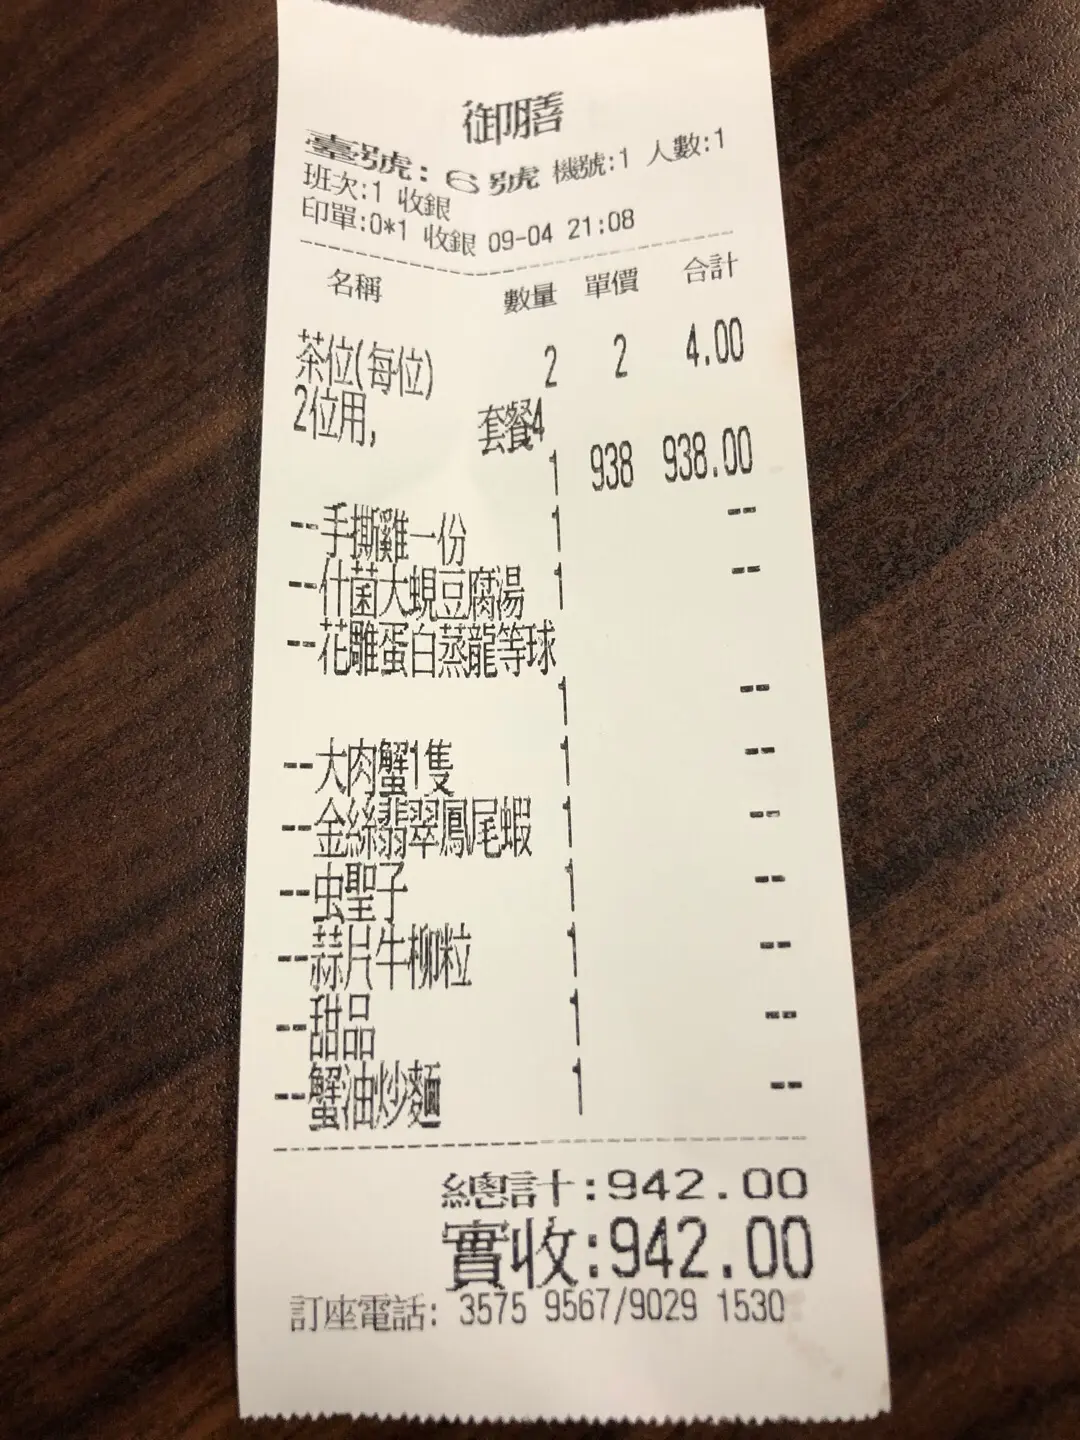 御膳
臺號: 6 號 機號:1 人數:1
班次:1 收銀
印單:0*1 收銀 09-04 21:08
名稱 數量 單價 合計
茶位(每位) 2 2 4.00
2位用, 套餐4
1 938 938.00
--手撕雞一份 1 --
--什菌大蜆豆腐湯 1 --
--花雕蛋白蒸龍等球
1 --
--大肉蟹1隻 1 --
--金絲翡翠鳳尾蝦 1 --
--虫聖子 1 --
--蒜片牛柳粒 1 --
--甜品 1 --
--蟹油炒麵 1 --
總計:942.00
實收:942.00
訂座電話: 3575 9567/9029 1530